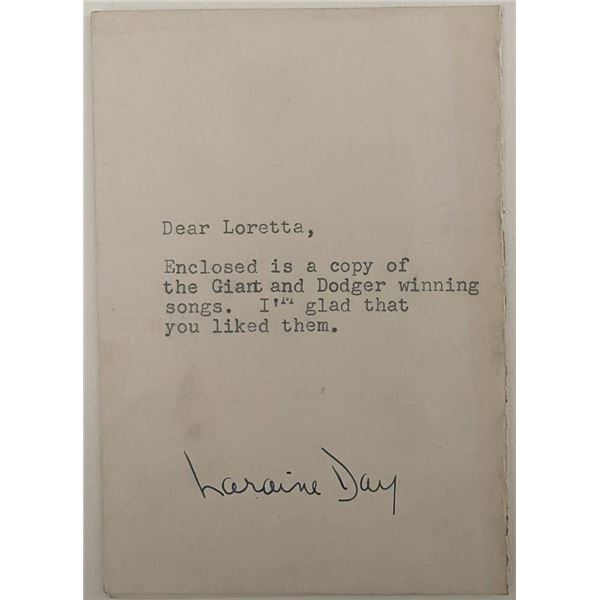 Dear Loretta,
Enclosed is a copy of
the Giant and Dodger winning
songs. I'm glad that
you liked them.
Laraine Day